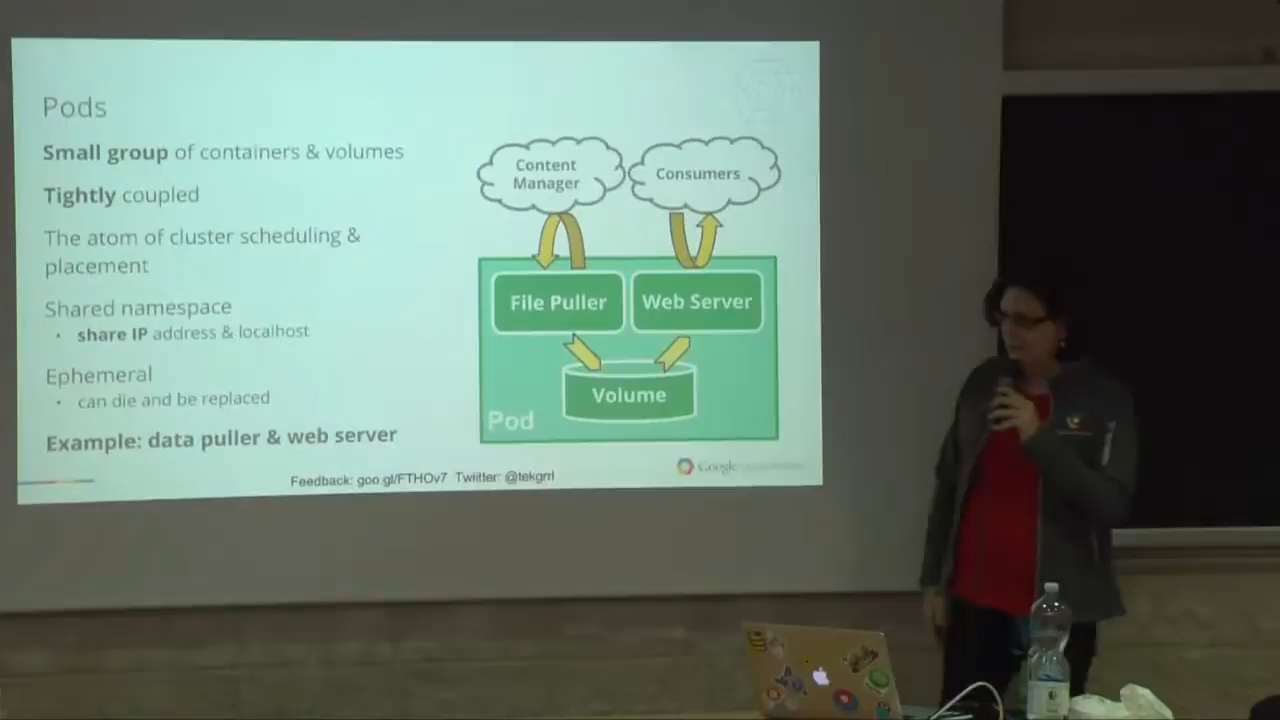 Pods
Small group of containers & volumes
Tightly coupled
The atom of cluster scheduling &
placement
Shared namespace
· share IP address & localhost
Ephemeral
· can die and be replaced
Example: data puller & web server
Content
Manager
Consumers
File Puller
Web Server
Volume
Pod
Feedback: goo.gl/FTHOv7 Twiitter: @tekgrrl
Google